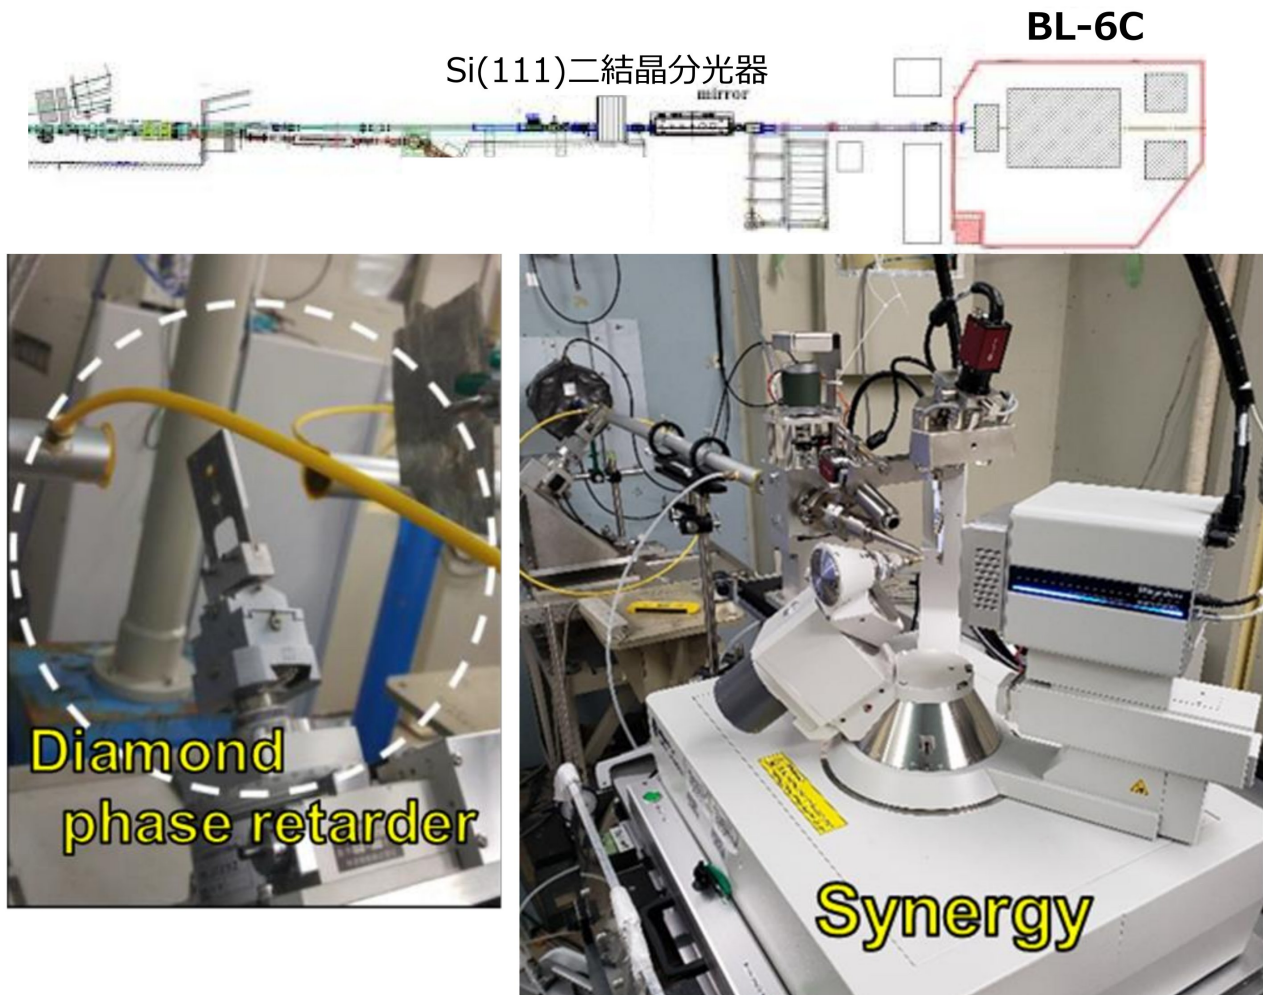 BL-6C
Si(111)二結晶分光器
mirror
Diamond
phase retarder
Synergy